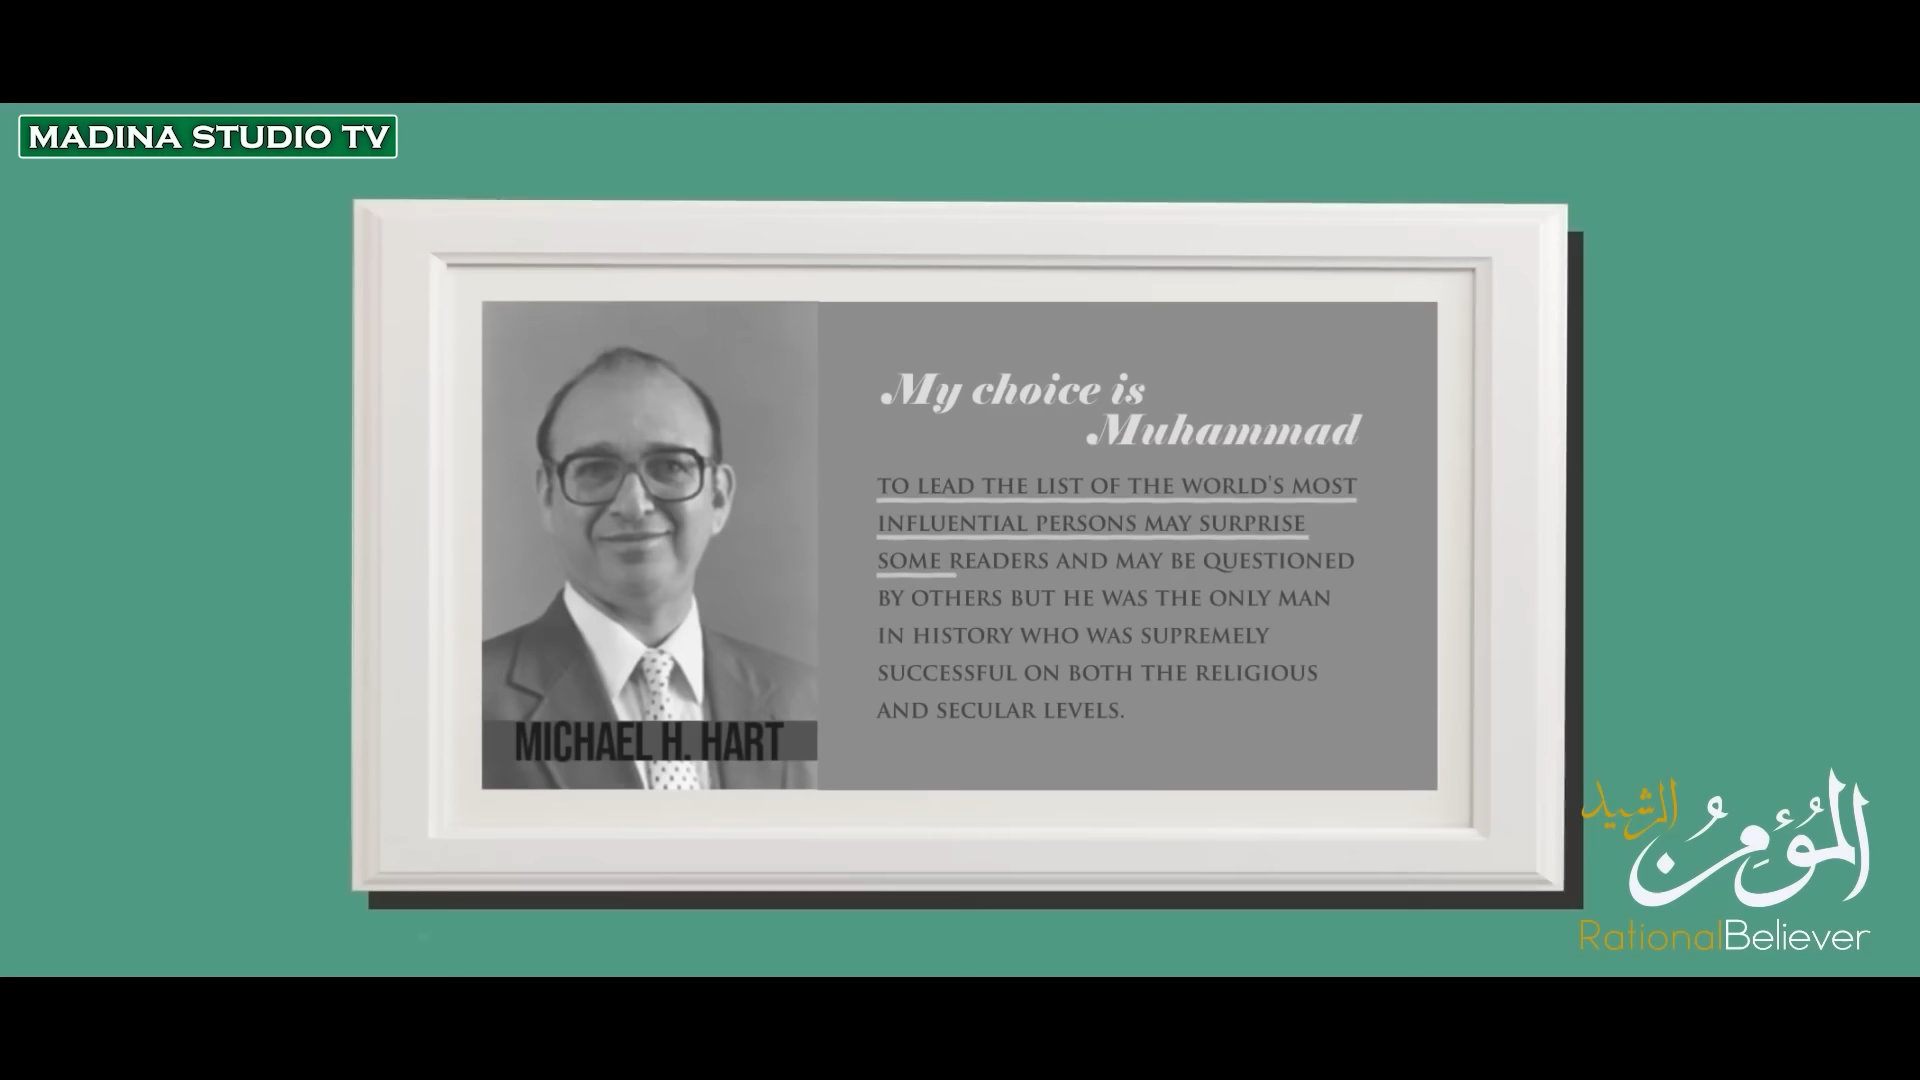 MADINA STUDIO TV
My choice is
Muhammad
TO LEAD THE LIST OF THE WORLD'S MOST
INFLUENTIAL PERSONS MAY SURPRISE
SOME READERS AND MAY BE QUESTIONED
BY OTHERS BUT HE WAS THE ONLY MAN
IN HISTORY WHO WAS SUPREMELY
SUCCESSFUL ON BOTH THE RELIGIOUS
AND SECULAR LEVELS.
MICHAEL H. HART
المُؤمِنُ الرشيد
RationalBeliever